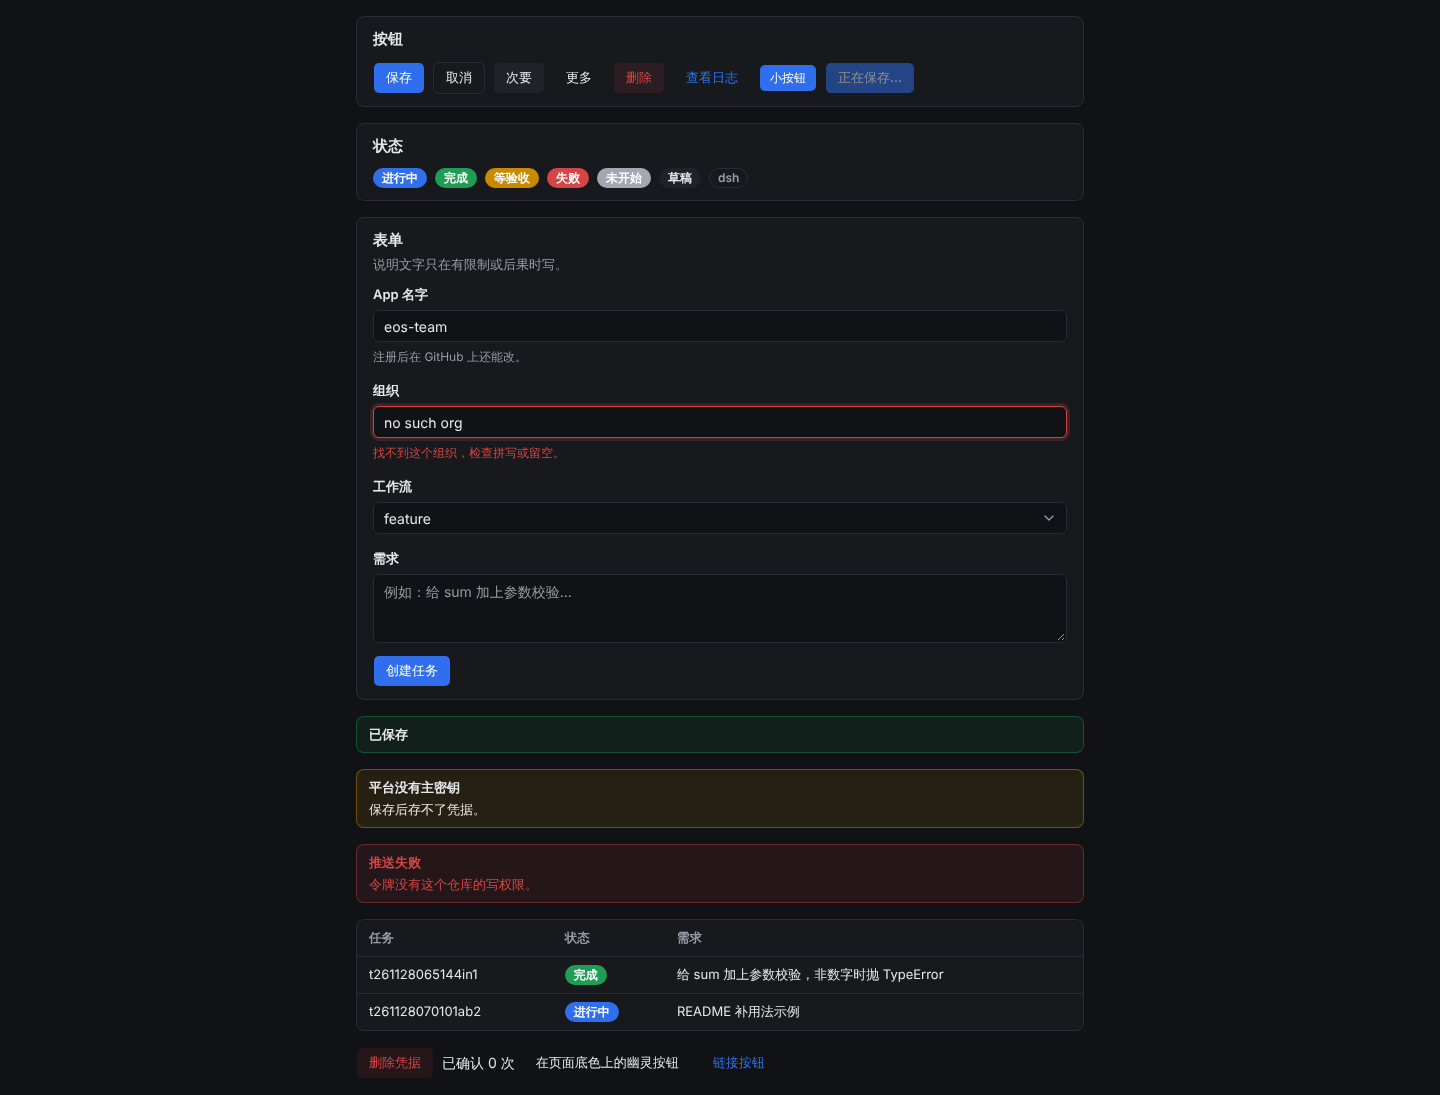 按钮
保存 取消 次要 更多 删除 查看日志 小按钮 正在保存...
状态
进行中 完成 等验收 失败 未开始 草稿 dsh
表单
说明文字只在有限制或后果时写。
App 名字
eos-team
注册后在 GitHub 上还能改。
组织
no such org
找不到这个组织，检查拼写或留空。
工作流
feature
需求
例如：给 sum 加上参数校验...
创建任务
已保存
平台没有主密钥
保存后存不了凭据。
推送失败
令牌没有这个仓库的写权限。
任务 状态 需求
t261128065144in1 完成 给 sum 加上参数校验，非数字时抛 TypeError
t261128070101ab2 进行中 README 补用法示例
删除凭据 已确认 0 次 在页面底色上的幽灵按钮 链接按钮